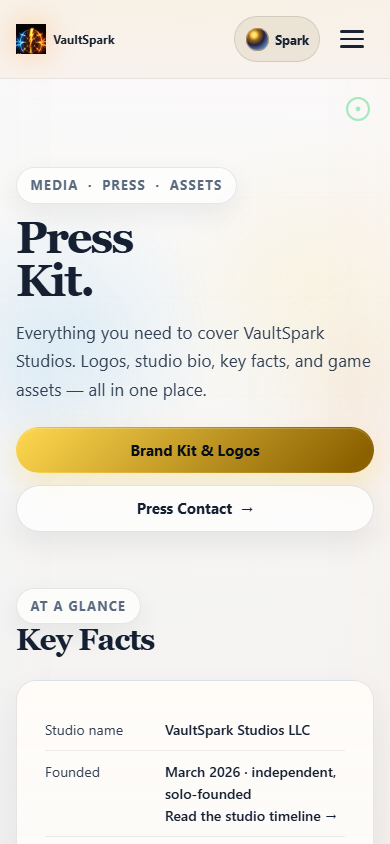 VaultSpark
Spark
MEDIA · PRESS · ASSETS
Press
Kit.
Everything you need to cover VaultSpark
Studios. Logos, studio bio, key facts, and game
assets — all in one place.
Brand Kit & Logos
Press Contact →
AT A GLANCE
Key Facts
Studio name VaultSpark Studios LLC
Founded March 2026 · independent,
solo-founded
Read the studio timeline →